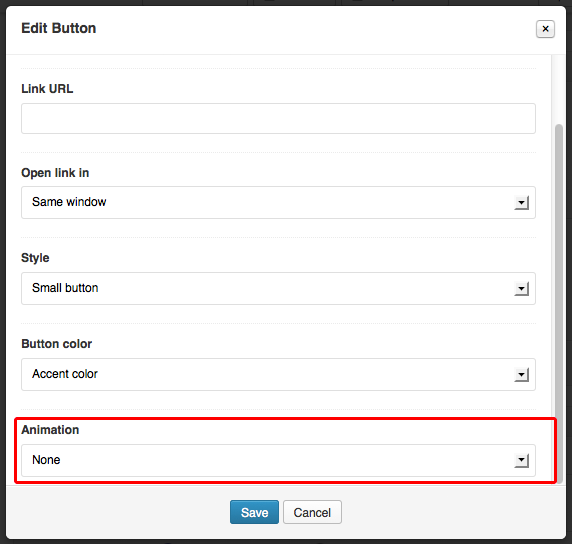 Edit Button
×
Link URL
Open link in
Same window
Style
Small button
Button color
Accent color
Animation
None
Save Cancel